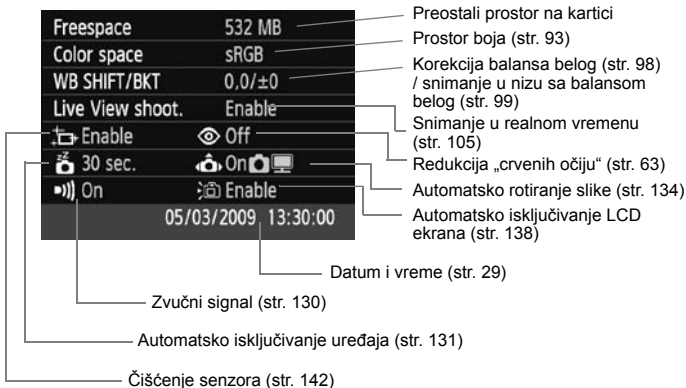 Freespace 532 MB
Color space sRGB
WB SHIFT/BKT 0,0/±0
Live View shoot. Enable
Enable Off
30 sec. On
On Enable
05/03/2009 13:30:00
Preostali prostor na kartici
Prostor boja (str. 93)
Korekcija balansa belog (str. 98)
/ snimanje u nizu sa balansom
belog (str. 99)
Snimanje u realnom vremenu
(str. 105)
Redukcija „crvenih očiju“ (str. 63)
Automatsko rotiranje slike (str. 134)
Automatsko isključivanje LCD
ekrana (str. 138)
Datum i vreme (str. 29)
Zvučni signal (str. 130)
Automatsko isključivanje uređaja (str. 131)
Čišćenje senzora (str. 142)